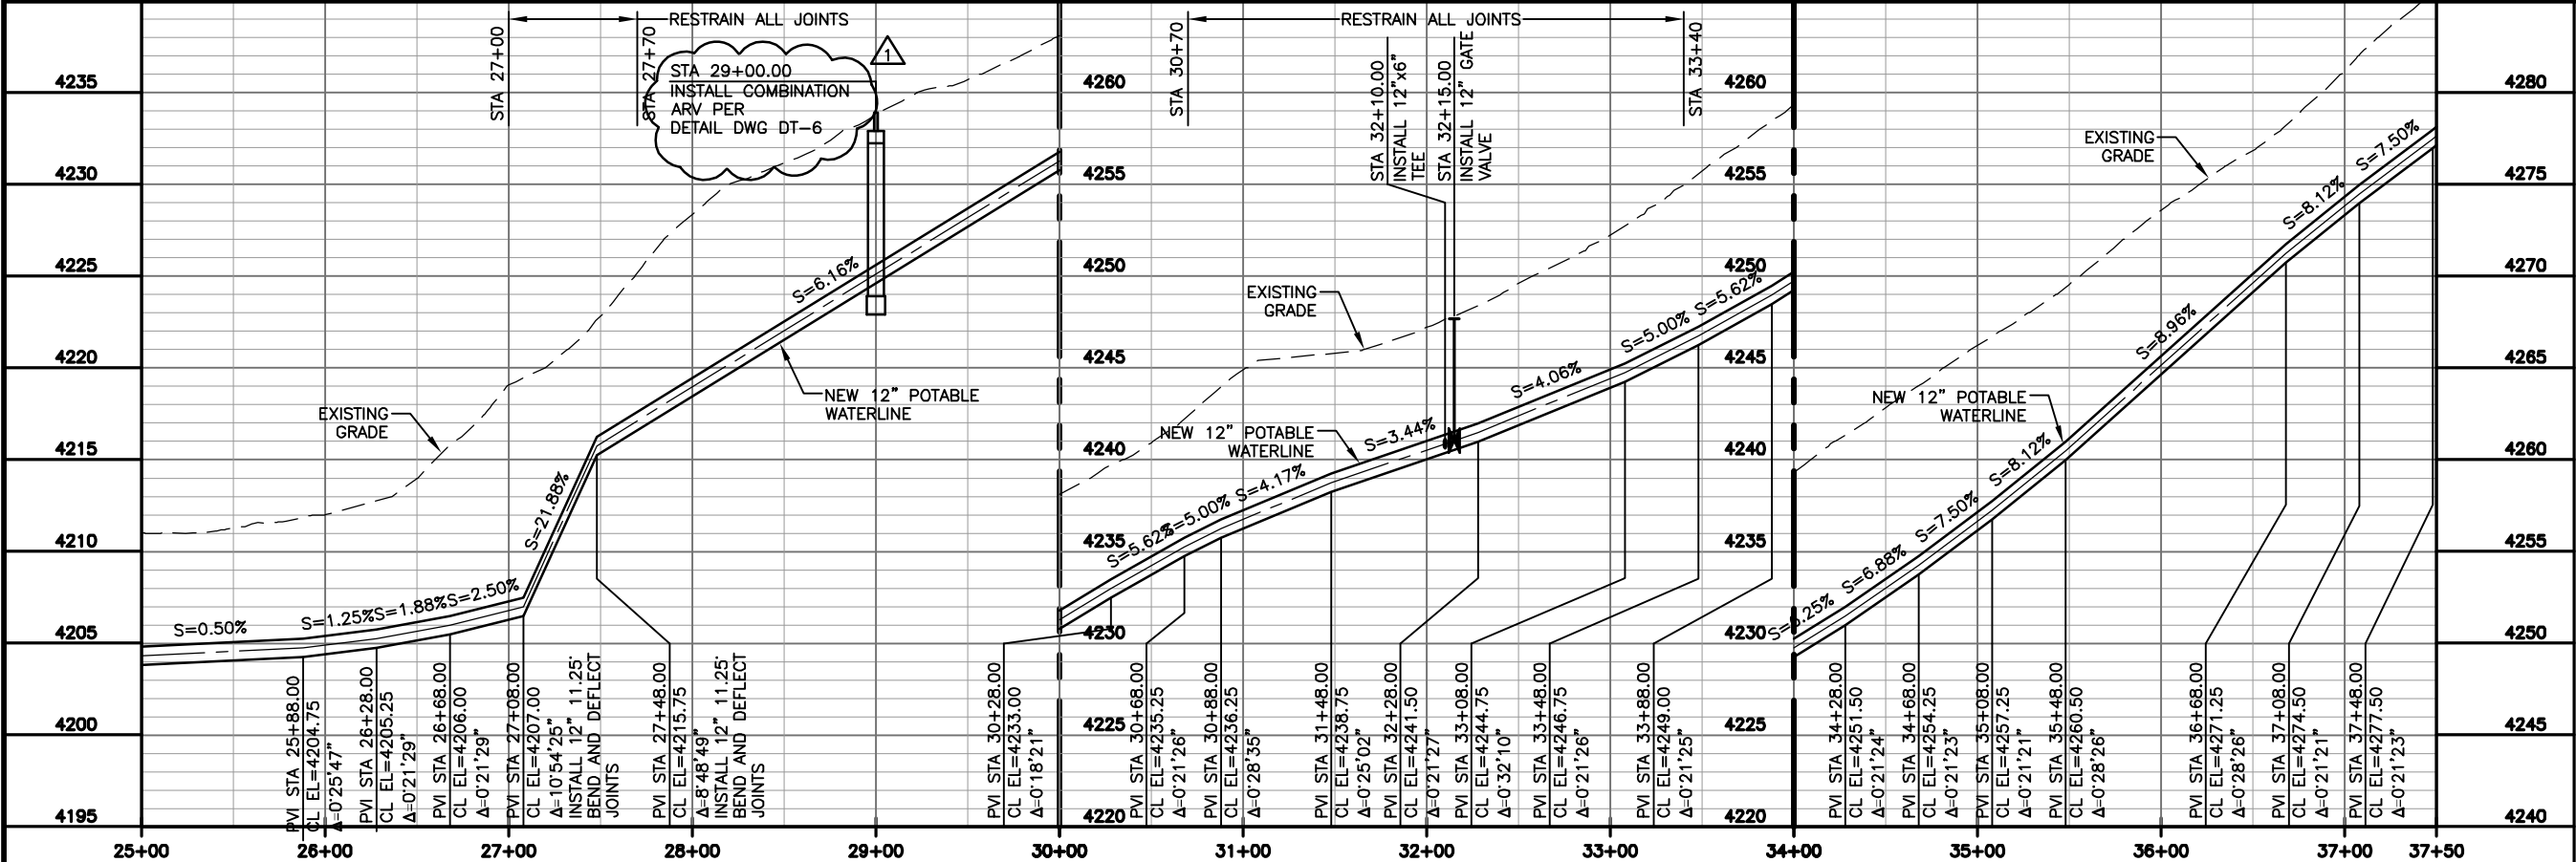 RESTRAIN ALL JOINTS
STA 27+00
STA 27+70
1
STA 29+00.00
INSTALL COMBINATION
ARV PER
DETAIL DWG DT-6
RESTRAIN ALL JOINTS
STA 30+70
STA 33+40
STA 32+10.00
INSTALL 12"x6"
TEE
STA 32+15.00
INSTALL 12" GATE
VALVE
4235
4230
4225
4220
4215
4210
4205
4200
4195
4260
4255
4250
4245
4240
4235
4230
4225
4220
4260
4255
4250
4245
4240
4235
4230
4225
4220
4280
4275
4270
4265
4260
4255
4250
4245
4240
EXISTING
GRADE
NEW 12" POTABLE
WATERLINE
EXISTING
GRADE
NEW 12" POTABLE
WATERLINE
EXISTING
GRADE
NEW 12" POTABLE
WATERLINE
S=0.50%
S=1.25%
S=1.88%
S=2.50%
S=21.88%
S=6.16%
S=5.62%
S=5.00%
S=4.17%
S=3.44%
S=4.06%
S=5.00%
S=5.62%
S=6.88%
S=7.50%
S=8.12%
S=8.96%
S=8.12%
S=7.50%
PVI STA 25+88.00
CL EL=4204.75
Δ=0°25'47"
PVI STA 26+28.00
CL EL=4205.25
Δ=0°21'29"
PVI STA 26+68.00
CL EL=4206.00
Δ=0°21'29"
PVI STA 27+08.00
CL EL=4207.00
Δ=10°54'25"
INSTALL 12" 11.25°
BEND AND DEFLECT
JOINTS
PVI STA 27+48.00
CL EL=4215.75
Δ=8°48'49"
INSTALL 12" 11.25°
BEND AND DEFLECT
JOINTS
PVI STA 30+28.00
CL EL=4233.00
Δ=0°18'21"
PVI STA 30+68.00
CL EL=4235.25
Δ=0°21'26"
PVI STA 30+88.00
CL EL=4236.25
Δ=0°28'35"
PVI STA 31+48.00
CL EL=4238.75
Δ=0°25'02"
PVI STA 32+28.00
CL EL=4241.50
Δ=0°21'27"
PVI STA 33+08.00
CL EL=4244.75
Δ=0°32'10"
PVI STA 33+48.00
CL EL=4246.75
Δ=0°21'26"
PVI STA 33+88.00
CL EL=4249.00
Δ=0°21'25"
PVI STA 34+28.00
CL EL=4251.50
Δ=0°21'24"
PVI STA 34+68.00
CL EL=4254.25
Δ=0°21'23"
PVI STA 35+08.00
CL EL=4257.25
Δ=0°21'21"
PVI STA 35+48.00
CL EL=4260.50
Δ=0°28'26"
PVI STA 36+68.00
CL EL=4271.25
Δ=0°28'26"
PVI STA 37+08.00
CL EL=4274.50
Δ=0°21'21"
PVI STA 37+48.00
CL EL=4277.50
Δ=0°21'23"
25+00
26+00
27+00
28+00
29+00
30+00
31+00
32+00
33+00
34+00
35+00
36+00
37+00
37+50